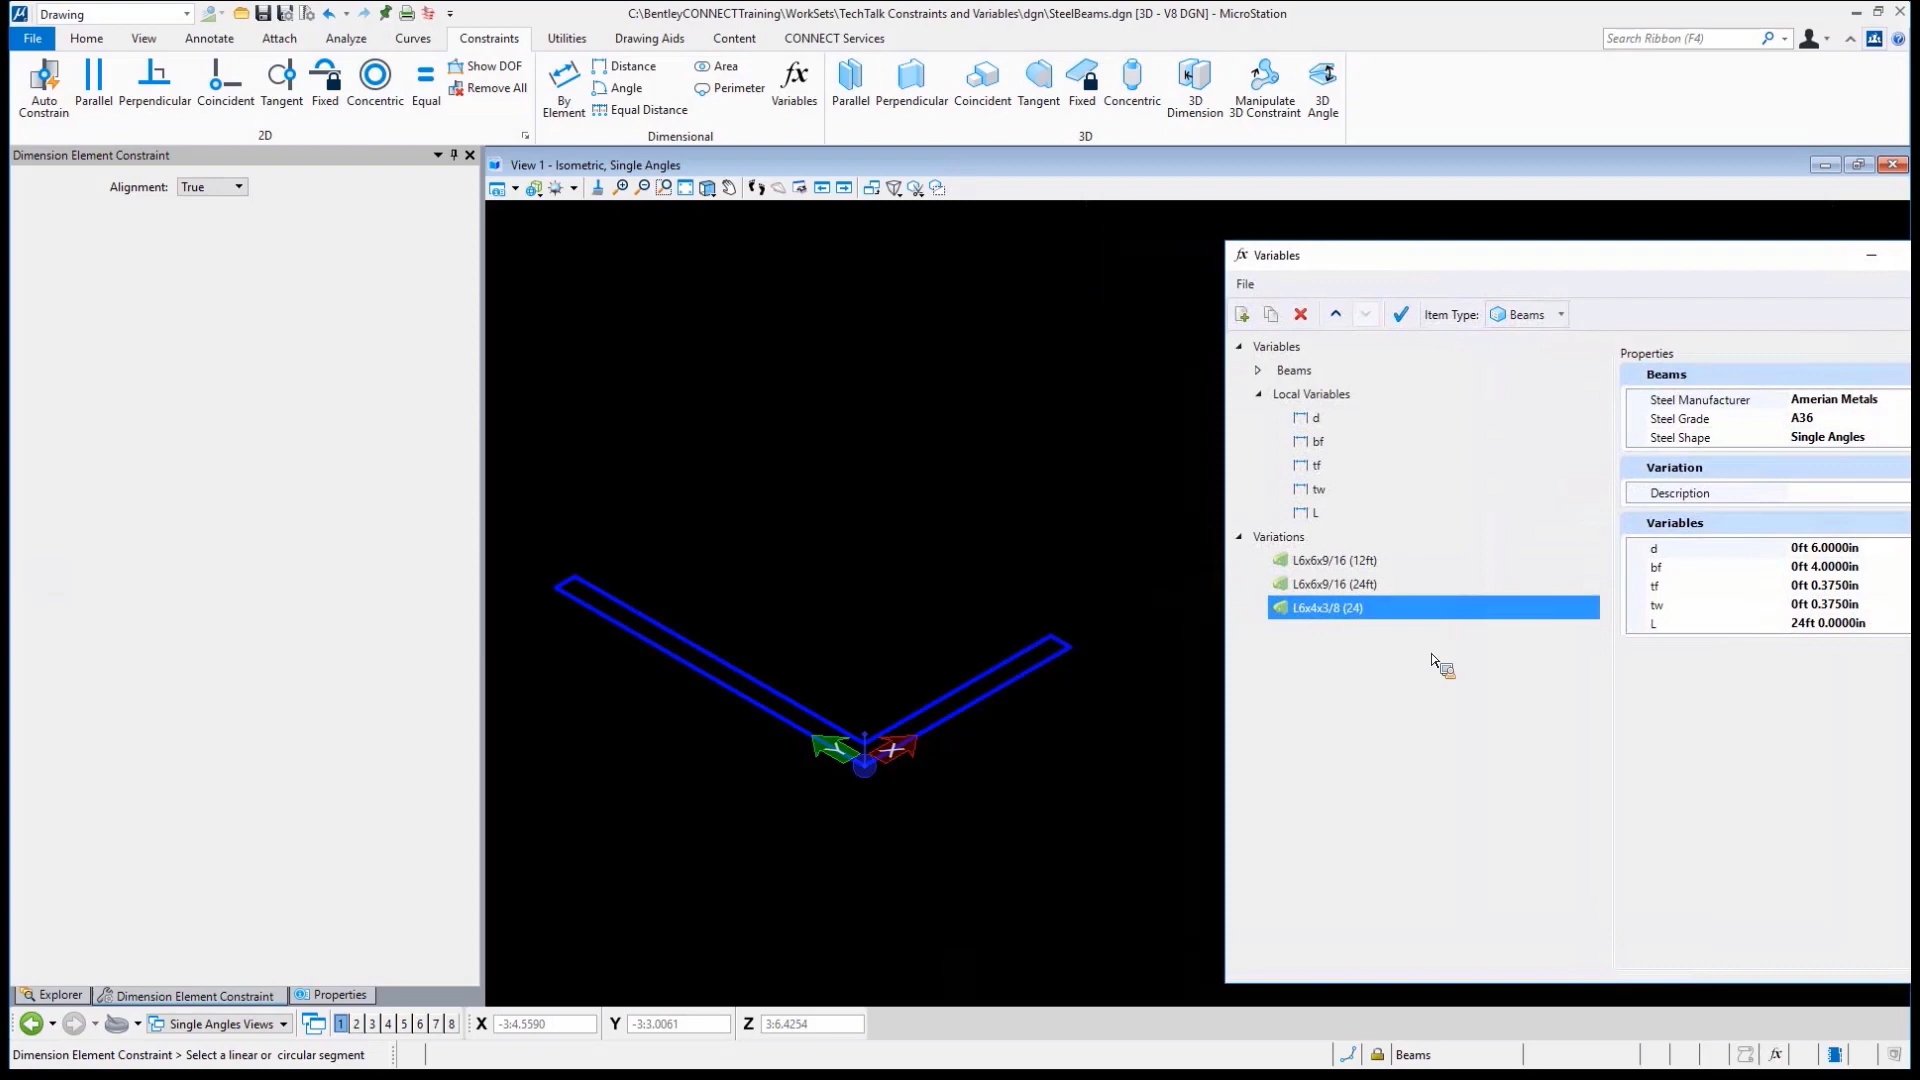 Drawing
C:\BentleyCONNECTTraining\WorkSets\TechTalk Constraints and Variables\dgn\SteelBeams.dgn [3D - V8 DGN] - MicroStation
File Home View Annotate Attach Analyze Curves Constraints Utilities Drawing Aids Content CONNECT Services
Search Ribbon (F4)
Auto Constrain
Parallel
Perpendicular
Coincident
Tangent
Fixed
Concentric
Equal
Show DOF
Remove All
2D
By Element
Distance
Angle
Equal Distance
Area
Perimeter
fx
Variables
Dimensional
Parallel
Perpendicular
Coincident
Tangent
Fixed
Concentric
3D Dimension
Manipulate 3D Constraint
3D Angle
3D
Dimension Element Constraint
Alignment: True
View 1 - Isometric, Single Angles
Y X
fx Variables
File
Item Type: Beams
Variables
Beams
Local Variables
d
bf
tf
tw
L
Variations
L6x6x9/16 (12ft)
L6x6x9/16 (24ft)
L6x4x3/8 (24)
Properties
Beams
Steel Manufacturer Amerian Metals
Steel Grade A36
Steel Shape Single Angles
Variation
Description
Variables
d 0ft 6.0000in
bf 0ft 4.0000in
tf 0ft 0.3750in
tw 0ft 0.3750in
L 24ft 0.0000in
Explorer Dimension Element Constraint Properties
Single Angles Views 1 2 3 4 5 6 7 8 X -3:4.5590 Y -3:3.0061 Z 3:6.4254
Dimension Element Constraint > Select a linear or circular segment
Beams
fx